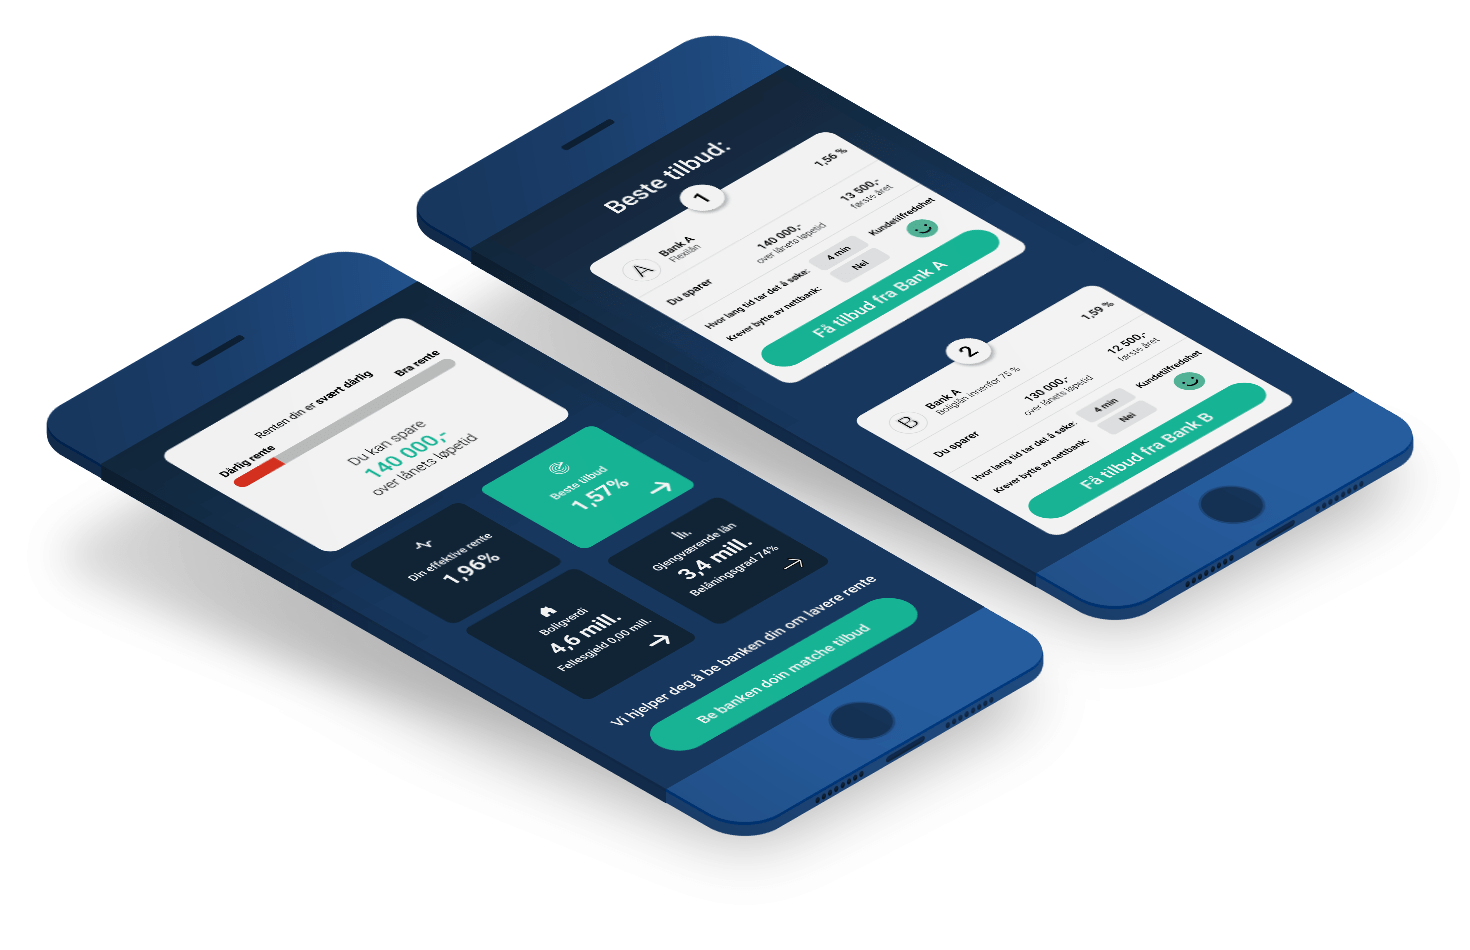 Renten din er svært dårlig
Dårlig rente
Bra rente
Du kan spare
140 000,-
over lånets løpetid
Din effektive rente
1,96%
Beste tilbud
1,57%
Boligverdi
4,6 mill.
Fellesgjeld 0,00 mill.
Gjengværende lån
3,4 mill.
Belåningsgrad 74%
Vi hjelper deg å be banken din om lavere rente
Be banken doin matche tilbud
Beste tilbud:
1
A
Bank A
Flexilån
1,56 %
Du sparer
140 000,-
over lånets løpetid
13 500,-
første året
Hvor lang tid tar det å søke:
4 min
Krever bytte av nettbank:
Nei
Kundetilfredshet
Få tilbud fra Bank A
2
B
Bank A
Boliglån innenfor 75 %
1,59 %
Du sparer
130 000,-
over lånets løpetid
12 500,-
første året
Hvor lang tid tar det å søke:
4 min
Krever bytte av nettbank:
Nei
Kundetilfredshet
Få tilbud fra Bank B